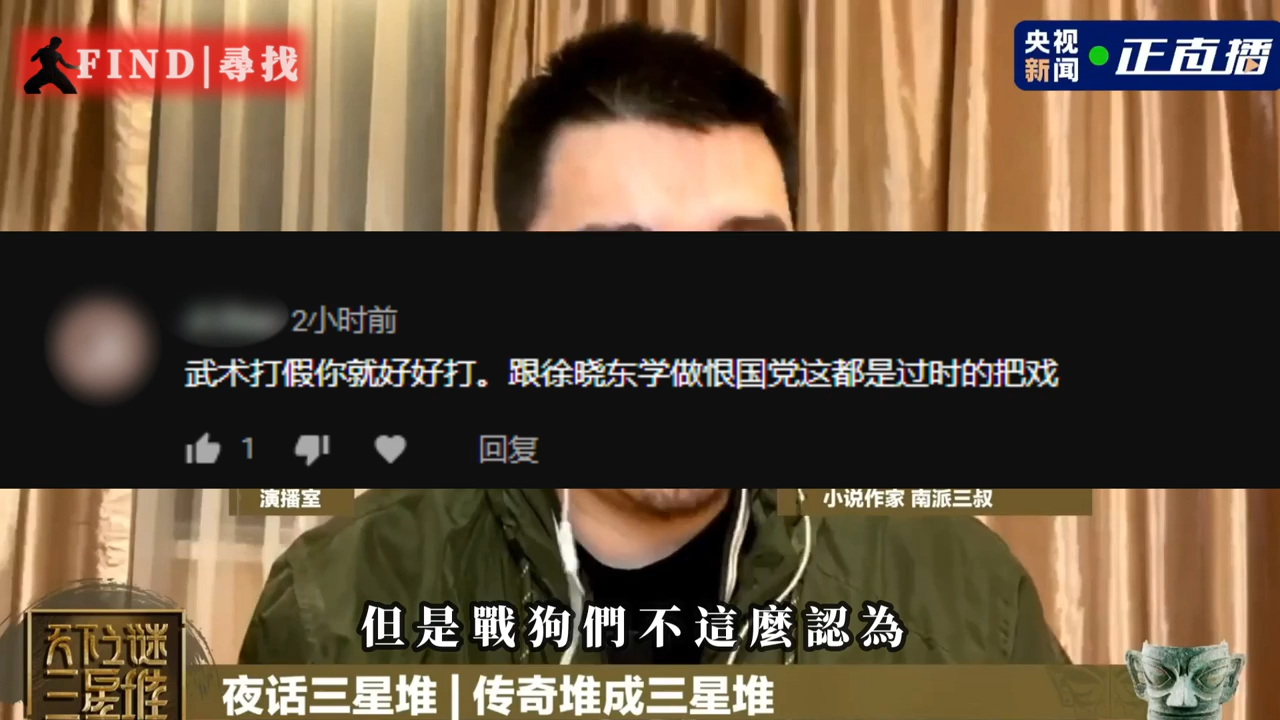 FIND|尋找
央视新闻 正直播
2小时前
武术打假你就好好打。跟徐晓东学做恨国党这都是过时的把戏
1
回复
演播室
小说作家 南派三叔
但是戰狗們不這麼認為
天下之谜
三星堆
夜话三星堆 | 传奇堆成三星堆